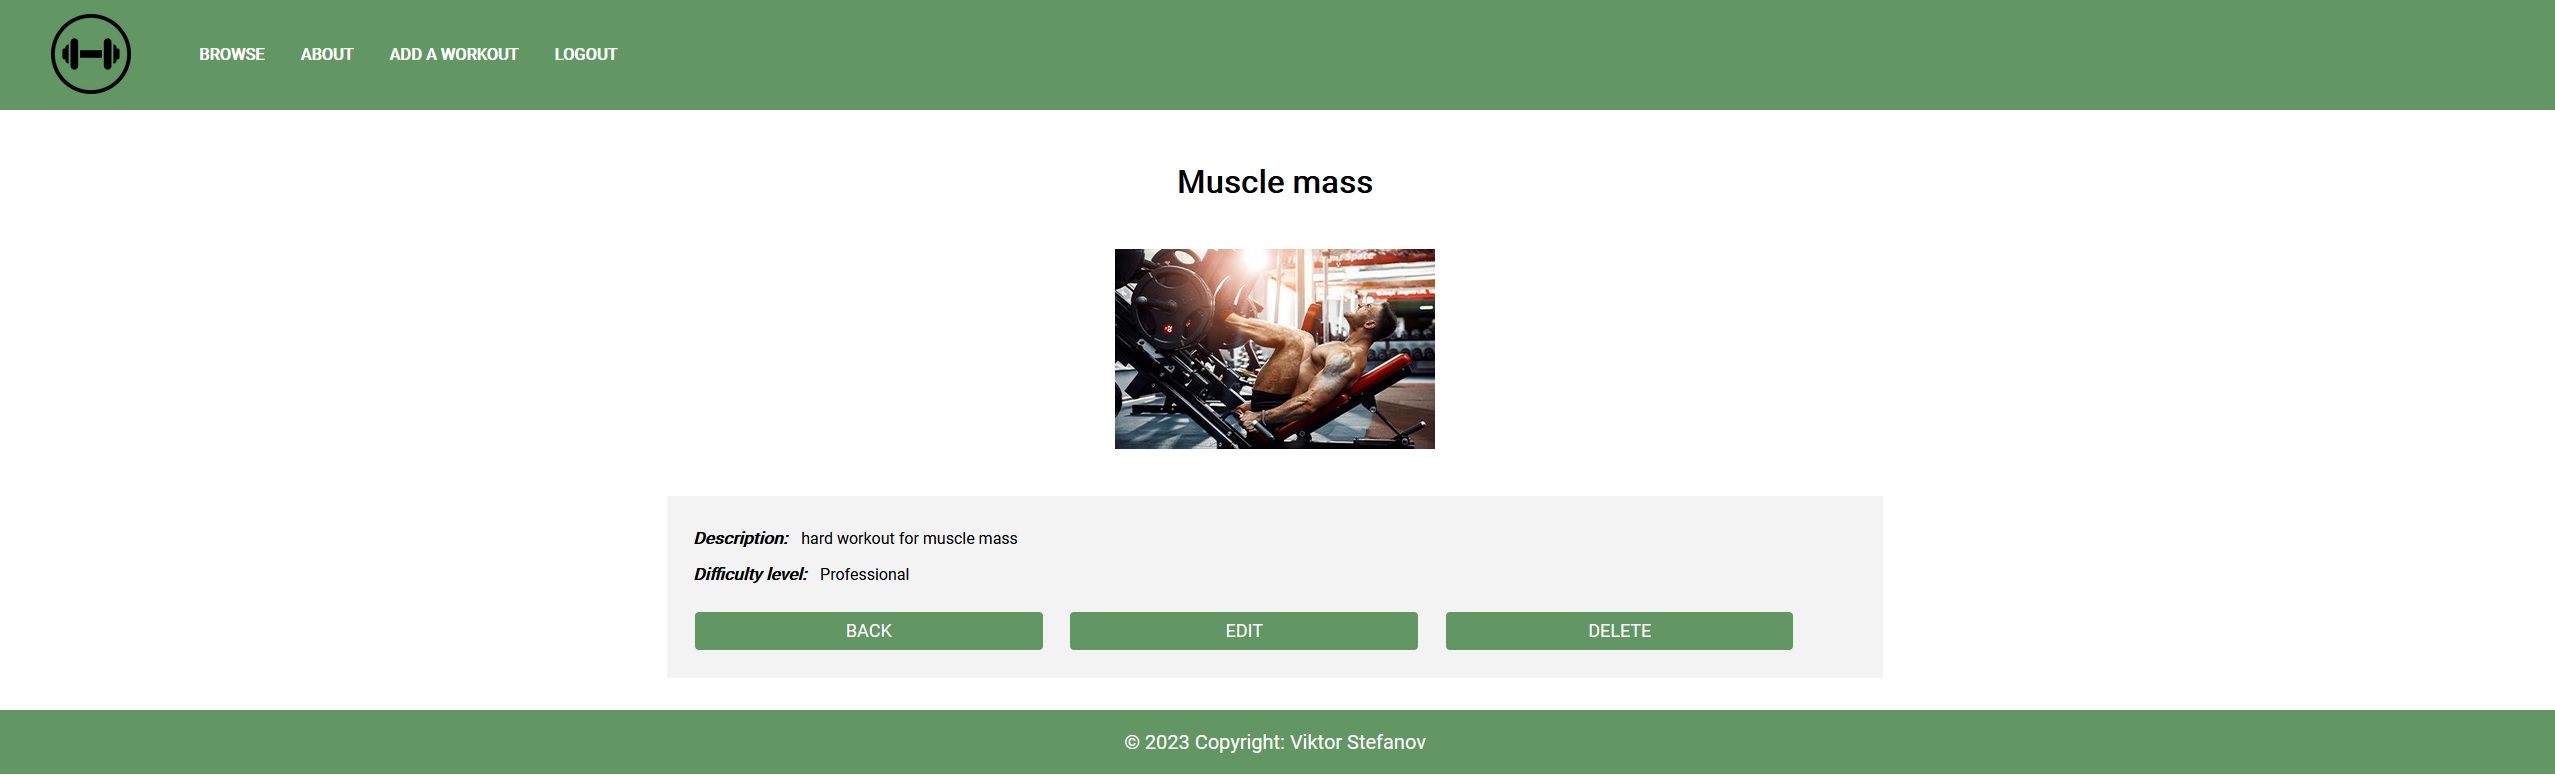 BROWSE ABOUT ADD A WORKOUT LOGOUT
Muscle mass
Description: hard workout for muscle mass
Difficulty level: Professional
BACK EDIT DELETE
© 2023 Copyright: Viktor Stefanov